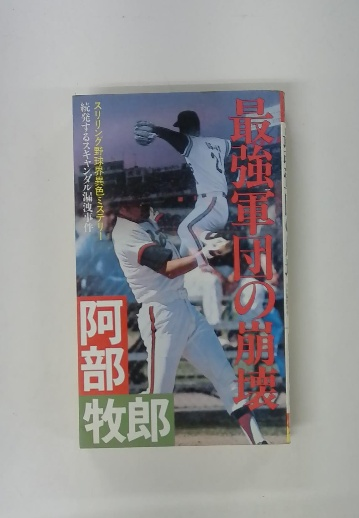 最強軍団の崩壊
スリリング野球界異色ミステリー
続発するスキャンダル漏洩事件
阿部
牧郎